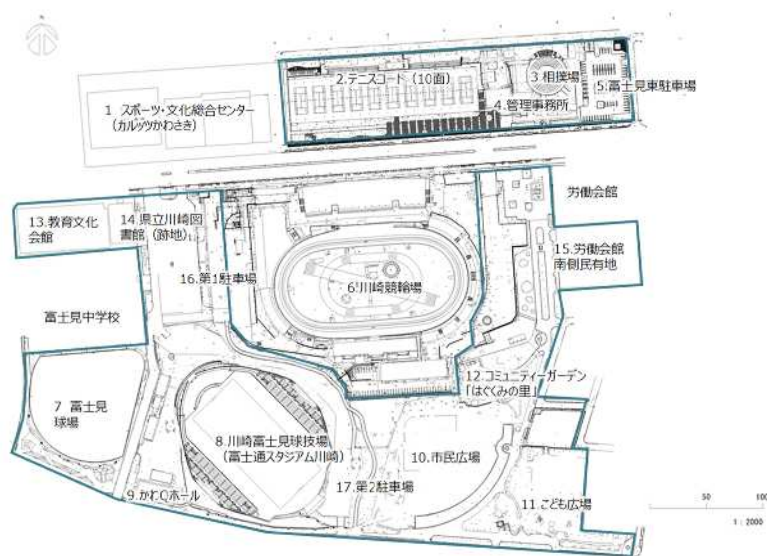 2.テニスコート（10面）
3 相撲場
5.富士見東駐車場
4.管理事務所
1 スポーツ・文化総合センター
（カルッツかわさき）
労働会館
13.教育文化
会館
14.県立川崎図
書館（跡地）
15.労働会館
南側民有地
16.第1駐車場
6.川崎競輪場
富士見中学校
12.コミュニティーガーデン
「はぐくみの里」
7 富士見
球場
8.川崎富士見球技場
（富士通スタジアム川崎）
10.市民広場
17.第2駐車場
9.かわQホール
11.こども広場
50
100
1：2000